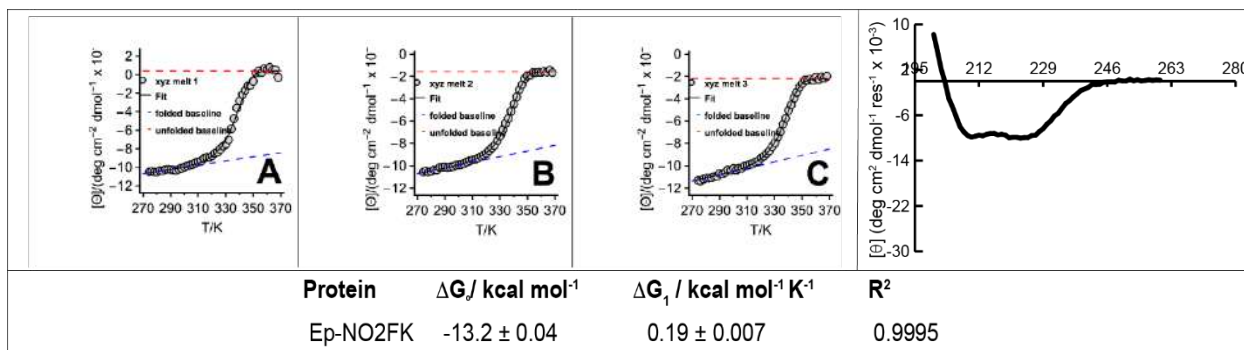 2
0
−2
−4
−6
−8
−10
−12
[Θ]/(deg cm⁻² dmol⁻¹ x 10⁻
xyz melt 1
Fit
folded baseline
unfolded baseline
A
270 290 310 330 350 370
T/K
0
−2
−4
−6
−8
−10
−12
[Θ]/(deg cm⁻² dmol⁻¹ x 10⁻
xyz melt 2
Fit
folded baseline
unfolded baseline
B
270 290 310 330 350 370
T/K
0
−2
−4
−6
−8
−10
−12
[Θ]/(deg cm⁻² dmol⁻¹ x 10⁻
xyz melt 3
Fit
folded baseline
unfolded baseline
C
270 290 310 330 350 370
T/K
10
2
-6
-14
-22
-30
[θ] (deg cm2 dmol⁻¹ res⁻¹ x 10⁻³)
195 212 229 246 263 280
Protein ΔG₀/ kcal mol⁻¹ ΔG₁ / kcal mol⁻¹ K⁻¹ R²
Ep-NO2FK -13.2 ± 0.04 0.19 ± 0.007 0.9995